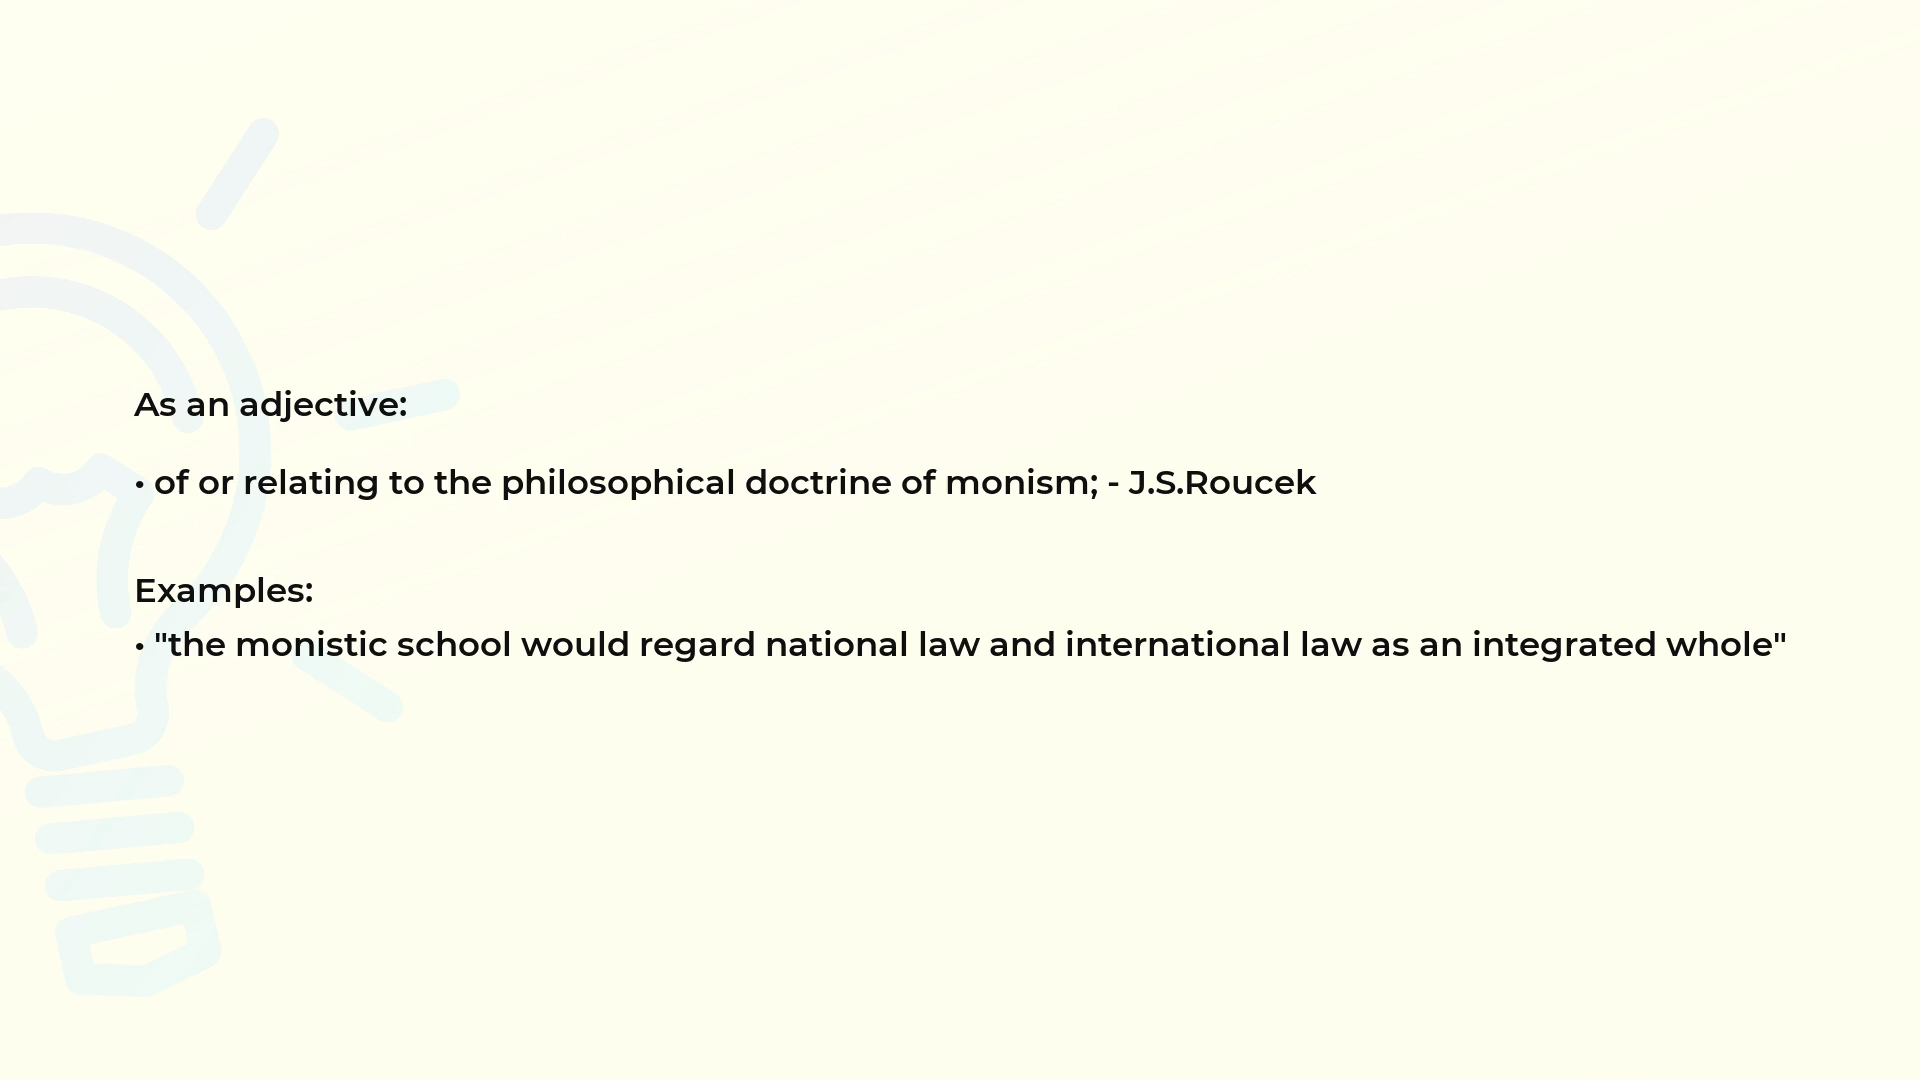 As an adjective:
• of or relating to the philosophical doctrine of monism; - J.S.Roucek
Examples:
• "the monistic school would regard national law and international law as an integrated whole"